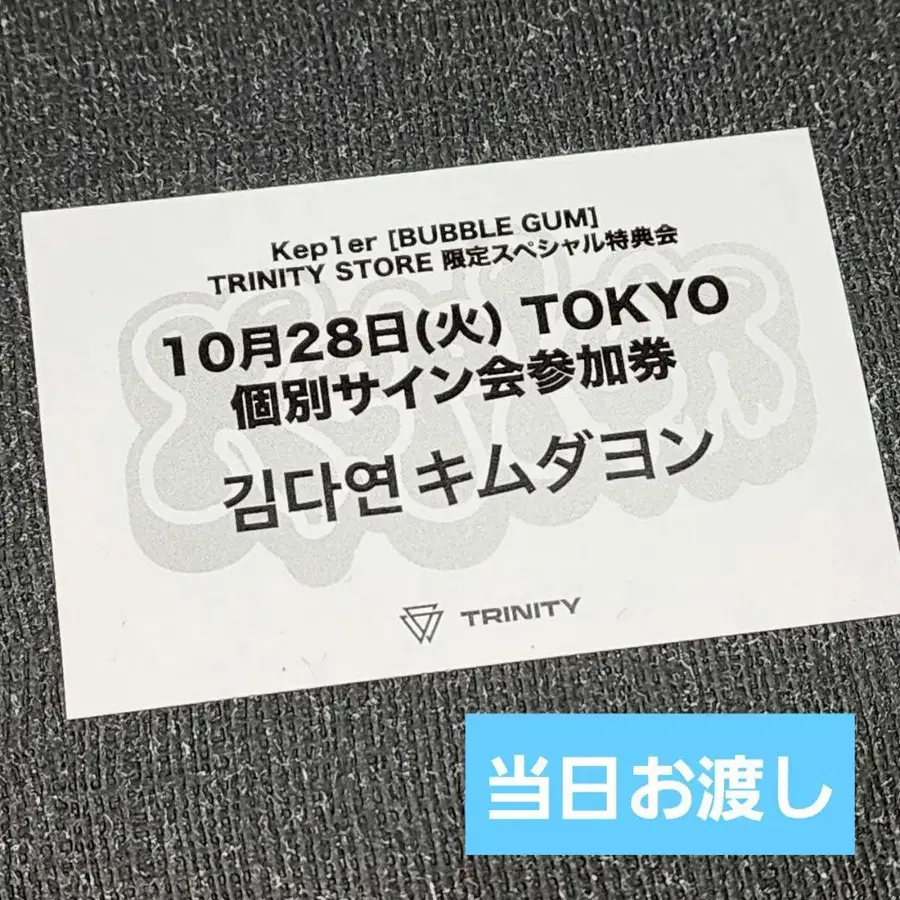 Kep1er [BUBBLE GUM]
TRINITY STORE 限定スペシャル特典会
10月28日(火) TOKYO
個別サイン会参加券
김다연 キムダヨン
TRINITY
当日お渡し